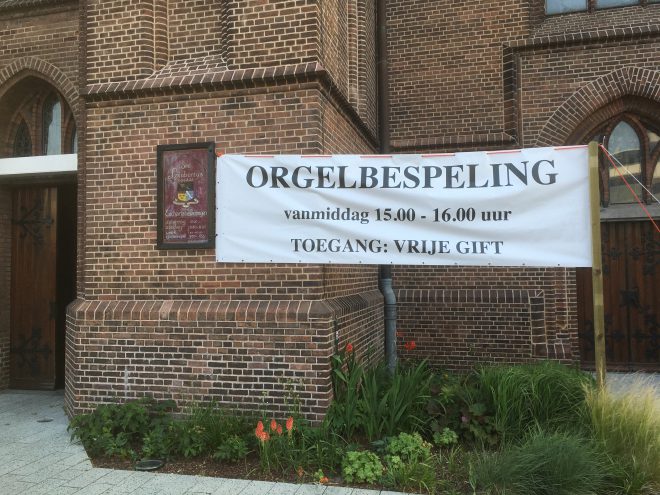 ORGELBESPELING
vanmiddag 15.00 - 16.00 uur
TOEGANG: VRIJE GIFT